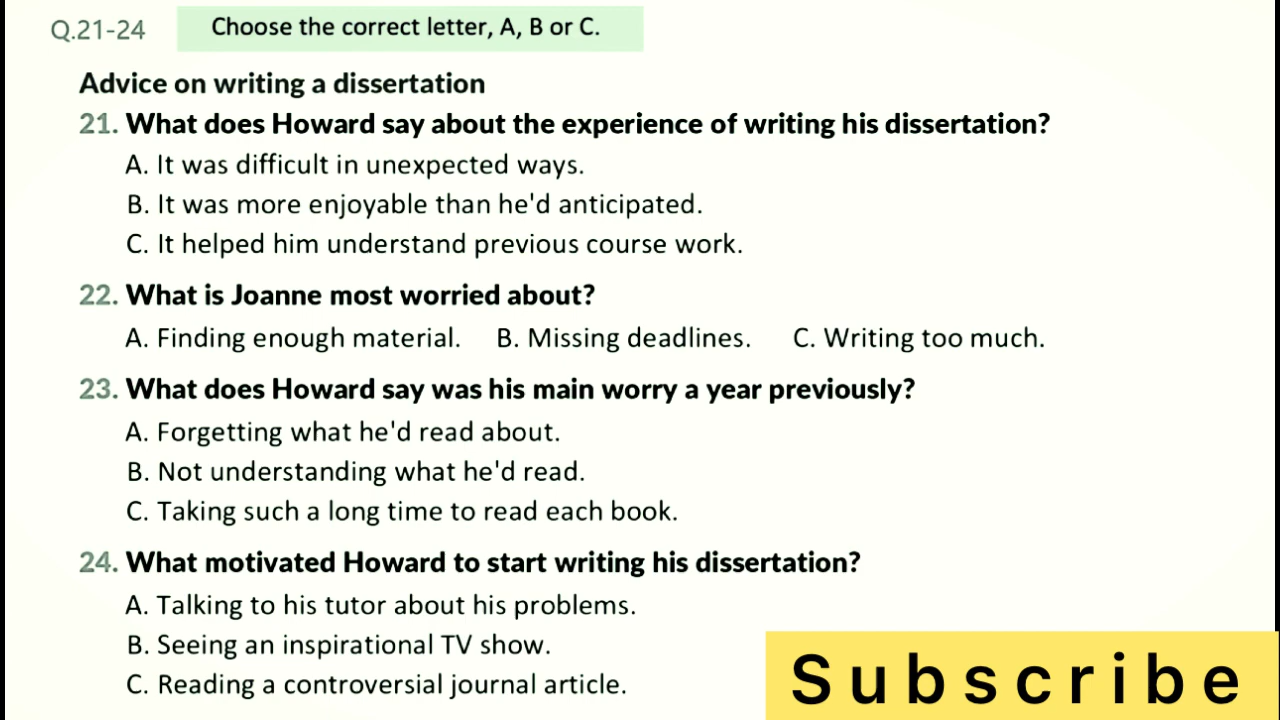 Q.21-24 Choose the correct letter, A, B or C.
Advice on writing a dissertation
21. What does Howard say about the experience of writing his dissertation?
A. It was difficult in unexpected ways.
B. It was more enjoyable than he'd anticipated.
C. It helped him understand previous course work.
22. What is Joanne most worried about?
A. Finding enough material. B. Missing deadlines. C. Writing too much.
23. What does Howard say was his main worry a year previously?
A. Forgetting what he'd read about.
B. Not understanding what he'd read.
C. Taking such a long time to read each book.
24. What motivated Howard to start writing his dissertation?
A. Talking to his tutor about his problems.
B. Seeing an inspirational TV show.
C. Reading a controversial journal article.
Subscribe